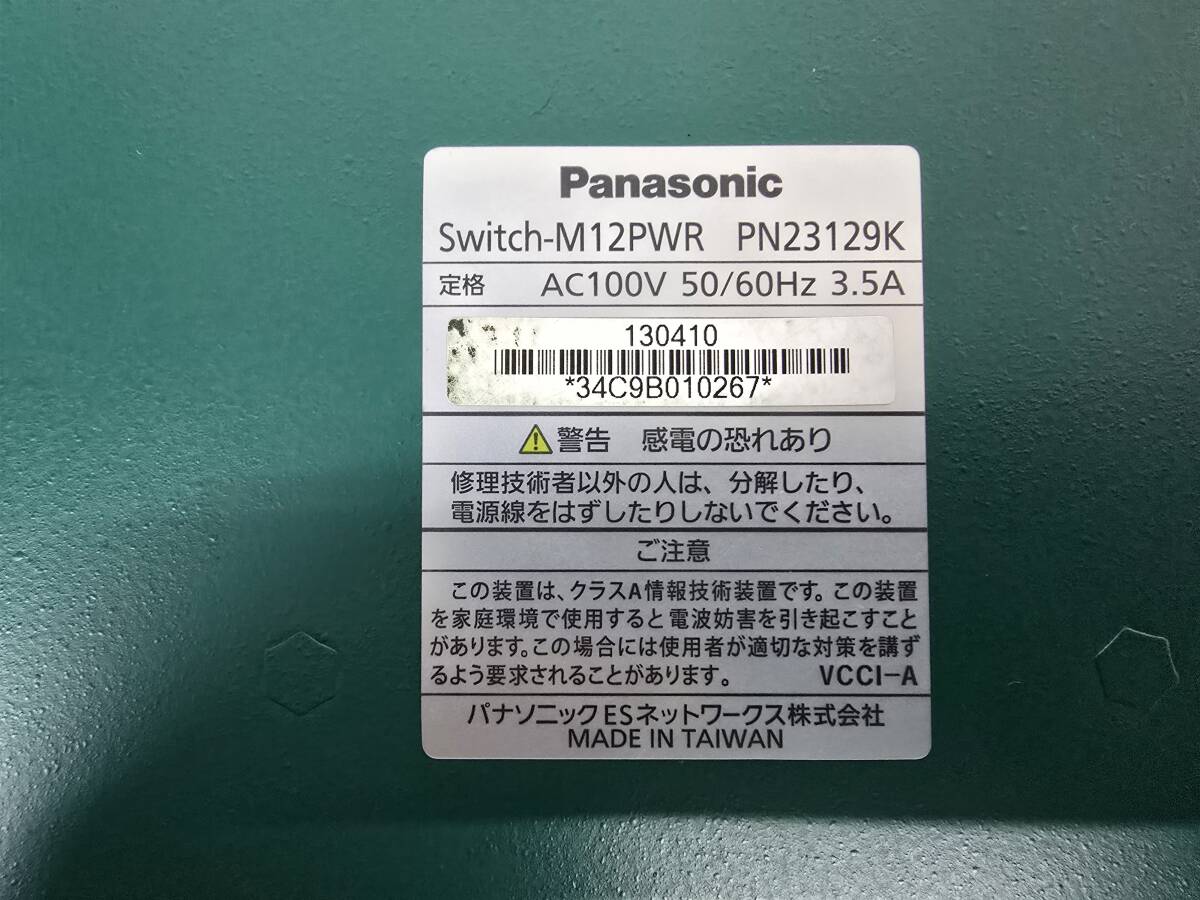 Panasonic
Switch-M12PWR PN23129K
定格 AC100V 50/60Hz 3.5A
130410
*34C9B010267*
警告 感電の恐れあり
修理技術者以外の人は、分解したり、
電源線をはずしたりしないでください。
ご注意
この装置は、クラスA情報技術装置です。この装置
を家庭環境で使用すると電波妨害を引き起こすこと
があります。この場合には使用者が適切な対策を講ず
るよう要求されることがあります。 VCCI-A
パナソニックESネットワークス株式会社
MADE IN TAIWAN